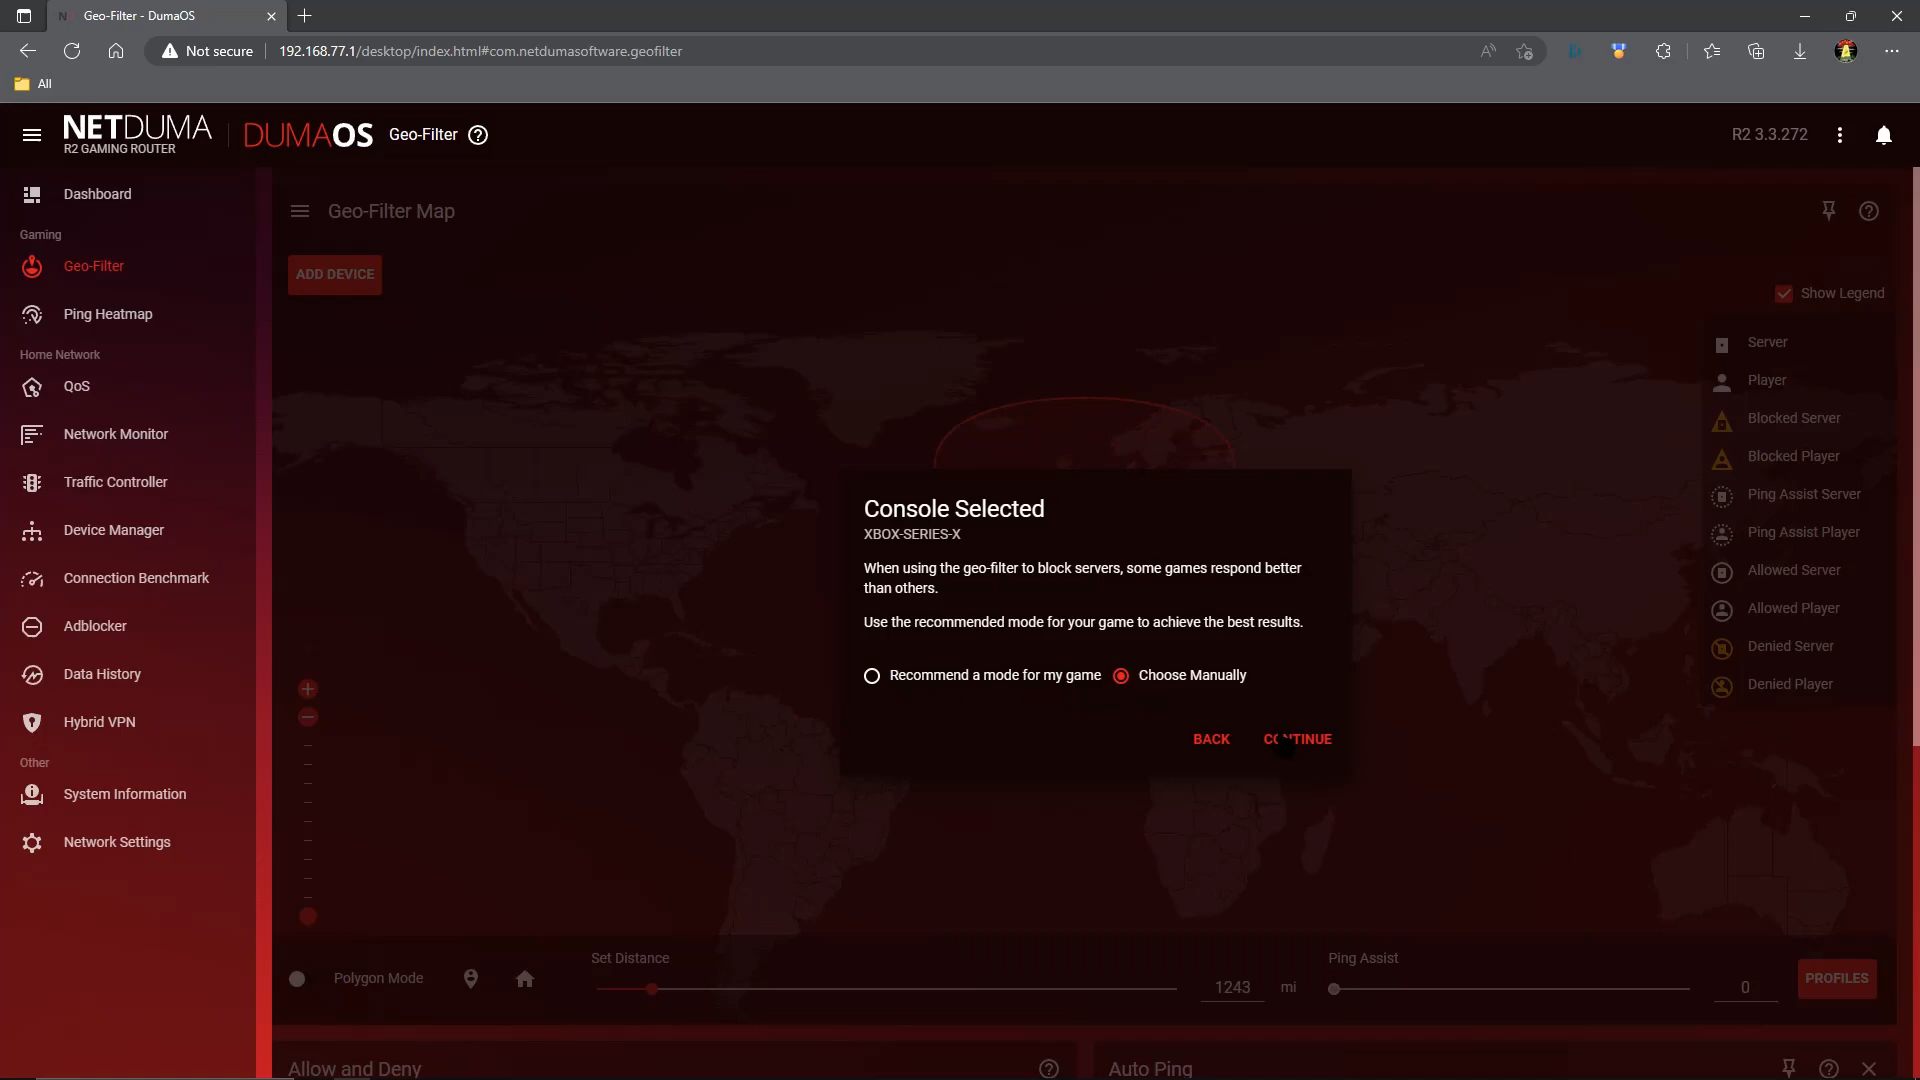 Geo-Filter - DumaOS
Not secure
192.168.77.1/desktop/index.html#com.netdumasoftware.geofilter
All
NETDUMA
R2 GAMING ROUTER
DUMAOS
Geo-Filter
R2 3.3.272
Dashboard
Gaming
Geo-Filter
Ping Heatmap
Home Network
QoS
Network Monitor
Traffic Controller
Device Manager
Connection Benchmark
Adblocker
Data History
Hybrid VPN
Other
System Information
Network Settings
Geo-Filter Map
ADD DEVICE
Show Legend
Server
Player
Blocked Server
Blocked Player
Ping Assist Server
Ping Assist Player
Allowed Server
Allowed Player
Denied Server
Denied Player
Console Selected
XBOX-SERIES-X
When using the geo-filter to block servers, some games respond better
than others.
Use the recommended mode for your game to achieve the best results.
Recommend a mode for my game
Choose Manually
BACK
CONTINUE
Polygon Mode
Set Distance
1243 mi
Ping Assist
0
PROFILES
Allow and Deny
Auto Ping